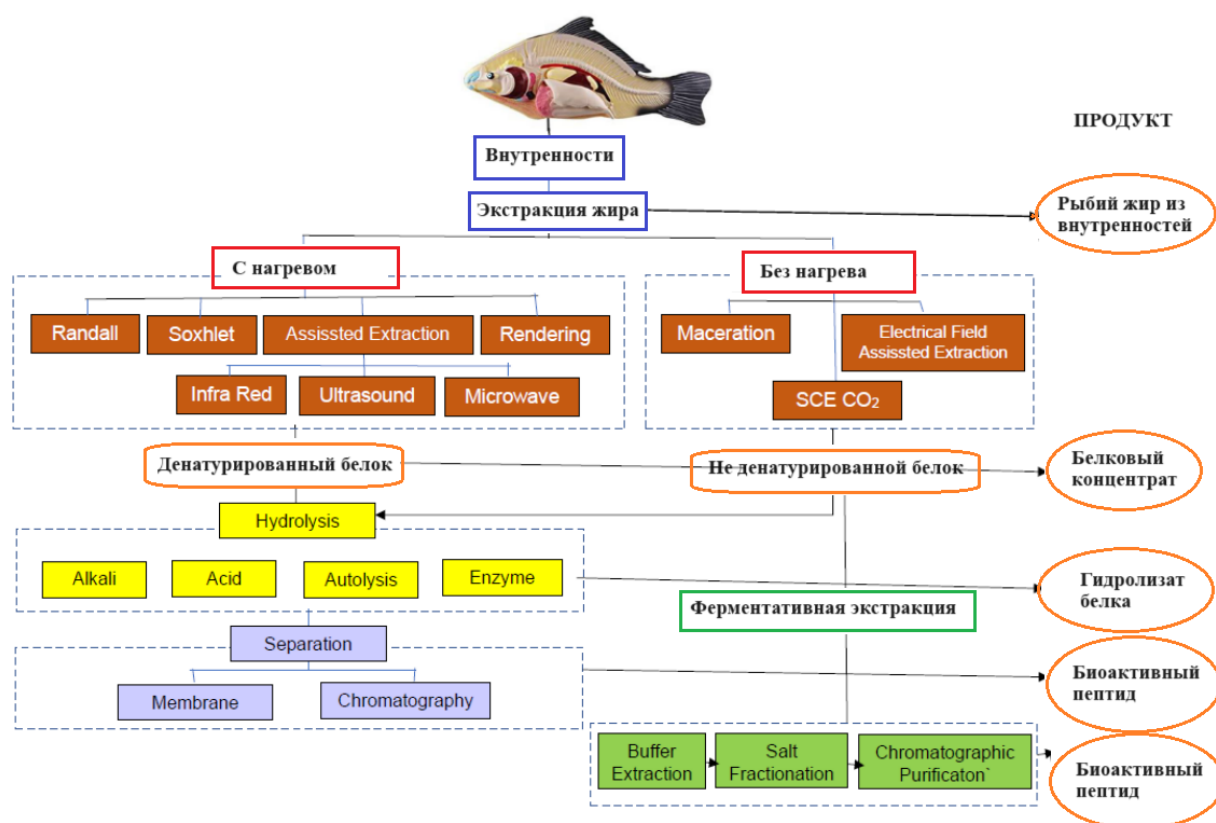 ПРОДУКТ
Внутренности
Экстракция жира
Рыбий жир из
внутренностей
С нагревом
Без нагрева
Randall
Soxhlet
Assissted Extraction
Rendering
Maceration
Electrical Field
Assissted Extraction
Infra Red
Ultrasound
Microwave
SCE CO₂
Денатурированный белок
Не денатурированной белок
Белковый
концентрат
Hydrolysis
Alkali
Acid
Autolysis
Enzyme
Гидролизат
белка
Ферментативная экстракция
Separation
Membrane
Chromatography
Биоактивный
пептид
Buffer
Extraction
Salt
Fractionation
Chromatographic
Purificaton`
Биоактивный
пептид